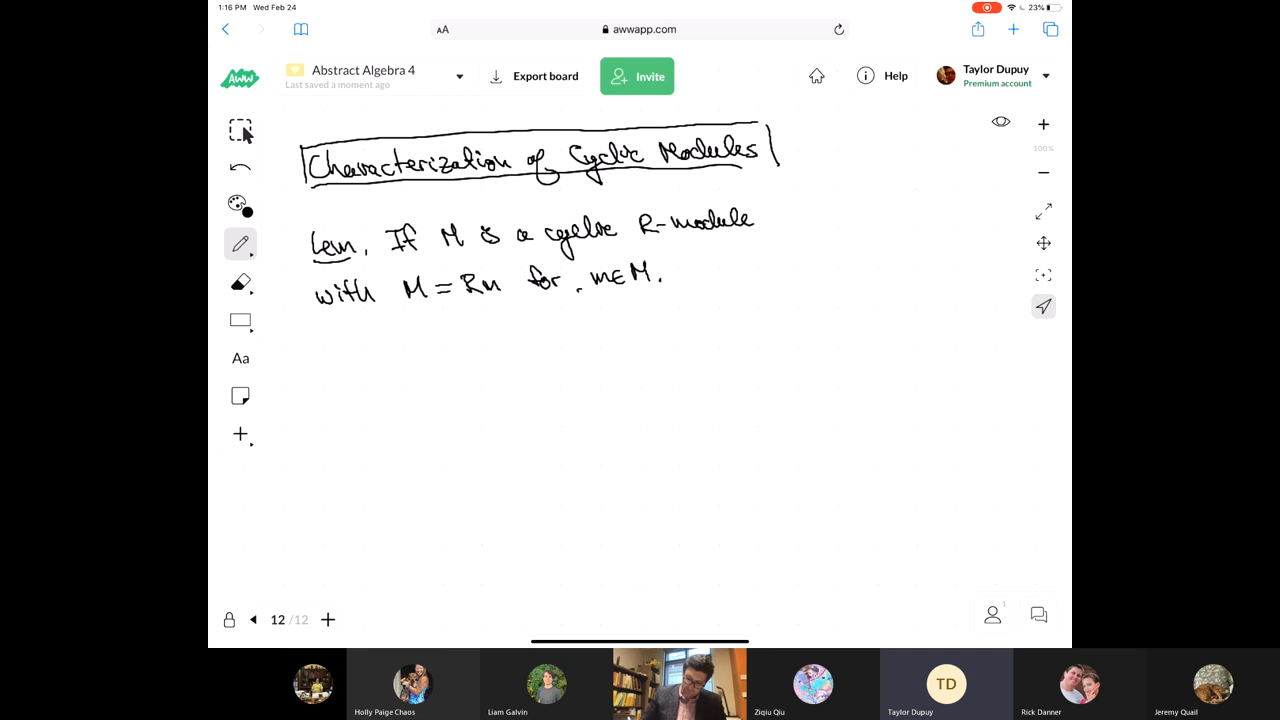 1:16 PM Wed Feb 24
23%
AA
awwapp.com
AWW
Abstract Algebra 4
Last saved a moment ago
Export board
Invite
Help
Taylor Dupuy
Premium account
100%
Characterization of Cyclic Modules
Lem. If M is a cyclic R-module
with M = Rm for m∈M.
Aa
12/12
1
TD
Holly Paige Chaos
Liam Galvin
Ziqiu Qiu
Taylor Dupuy
Rick Danner
Jeremy Quail